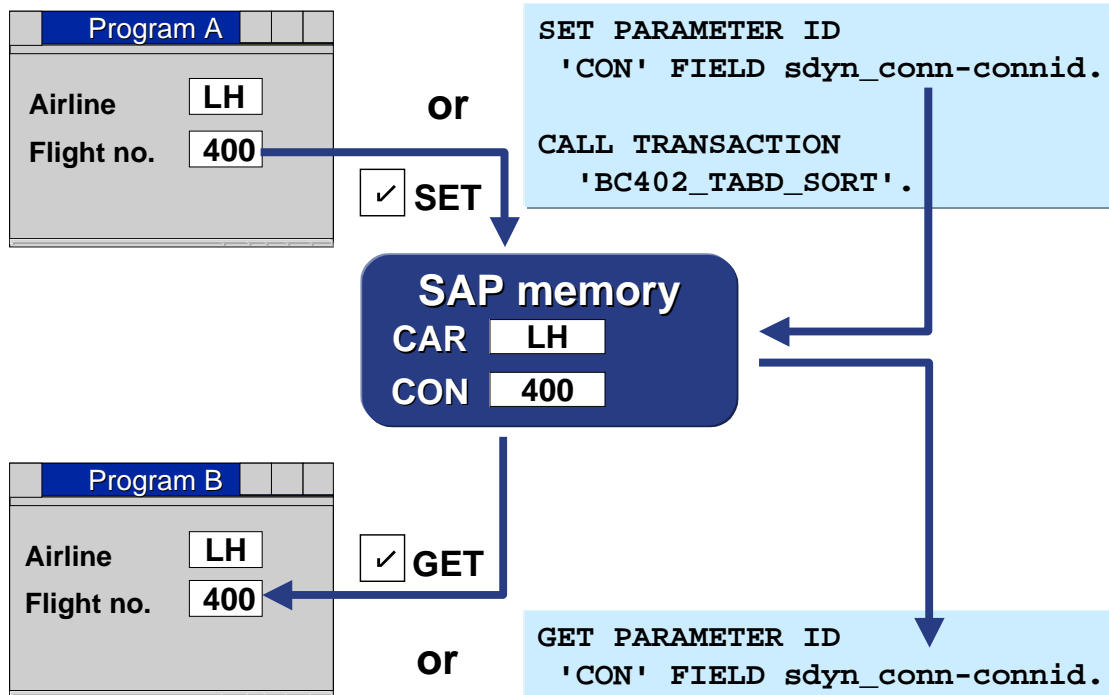 Program A
Airline LH
Flight no. 400
or
SET PARAMETER ID
'CON' FIELD sdyn_conn-connid.
CALL TRANSACTION
'BC402_TABD_SORT'.
SET
SAP memory
CAR LH
CON 400
Program B
Airline LH
Flight no. 400
GET
or
GET PARAMETER ID
'CON' FIELD sdyn_conn-connid.